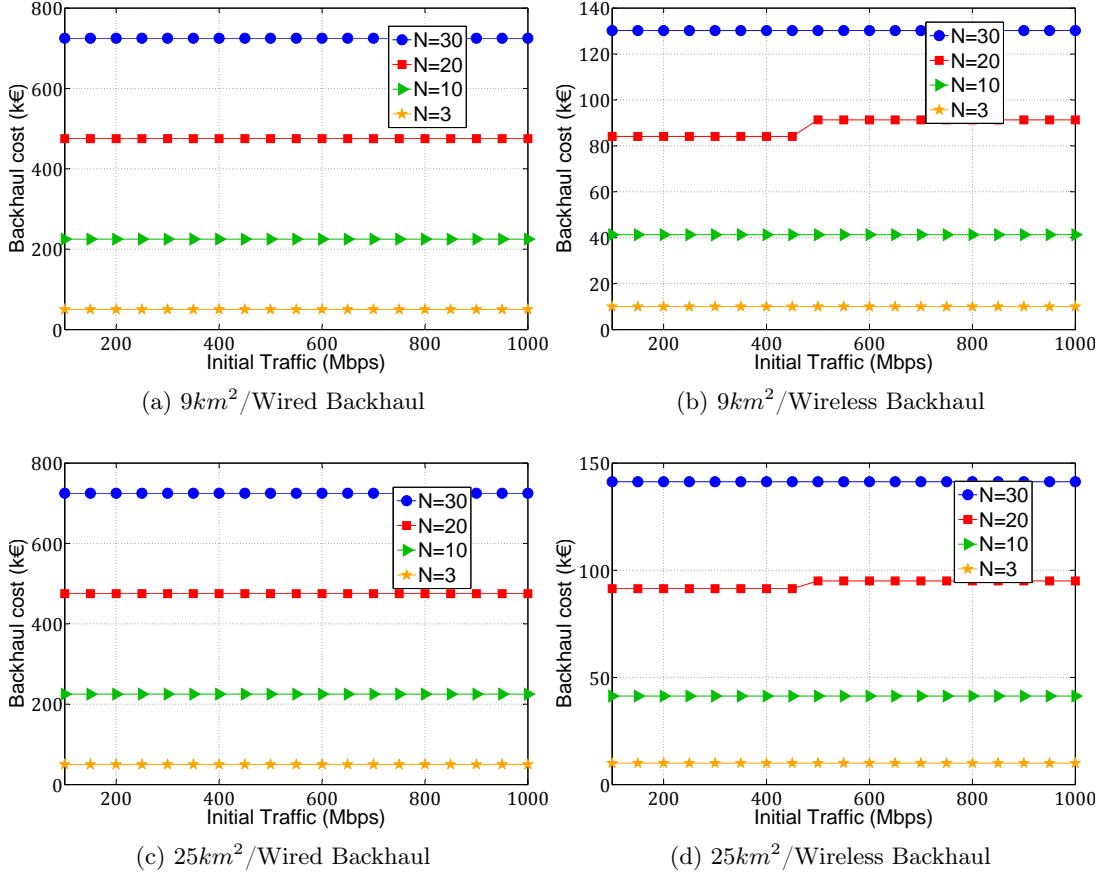 800
600
400
200
0
Backhaul cost (k€)
N=30
N=20
N=10
N=3
200 400 600 800 1000
Initial Traffic (Mbps)
(a) 9km²/Wired Backhaul
140
120
100
80
60
40
20
0
Backhaul cost (k€)
N=30
N=20
N=10
N=3
200 400 600 800 1000
Initial Traffic (Mbps)
(b) 9km²/Wireless Backhaul
800
600
400
200
0
Backhaul cost (k€)
N=30
N=20
N=10
N=3
200 400 600 800 1000
Initial Traffic (Mbps)
(c) 25km²/Wired Backhaul
150
100
50
0
Backhaul cost (k€)
N=30
N=20
N=10
N=3
200 400 600 800 1000
Initial Traffic (Mbps)
(d) 25km²/Wireless Backhaul